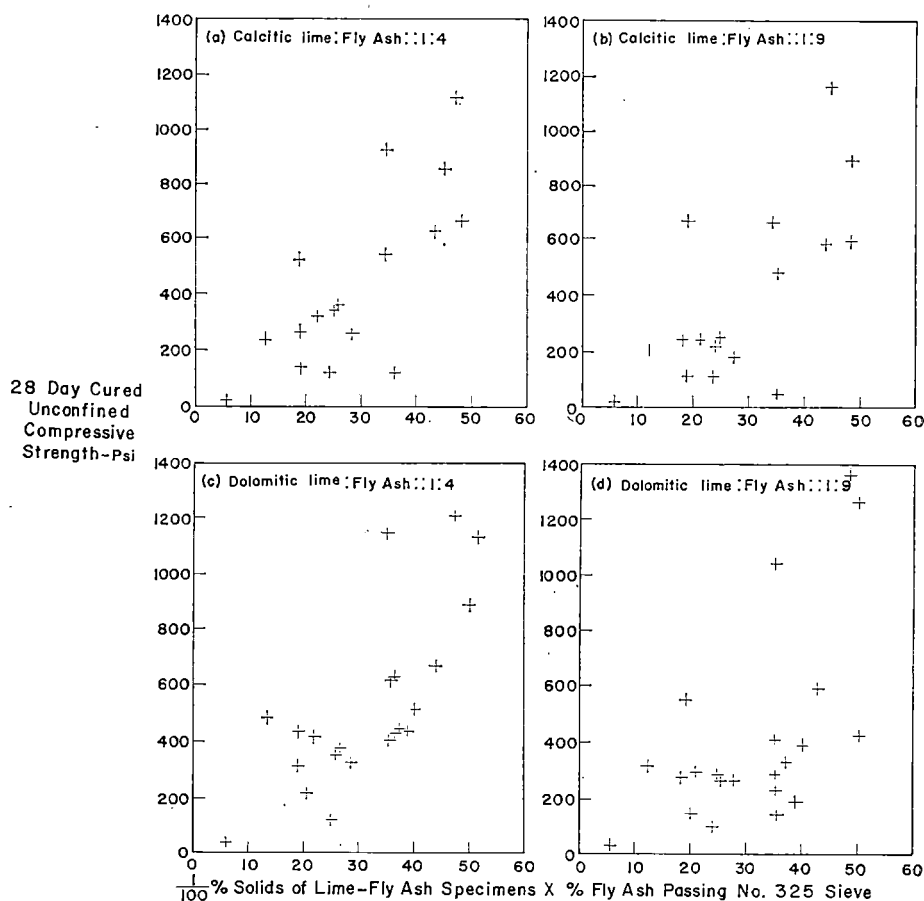 (a) Calcitic lime:Fly Ash::1:4
(b) Calcitic lime:Fly Ash::1:9
1400
1200
1000
800
600
400
200
0
0 10 20 30 40 50 60
1400
1200
1000
800
600
400
200
0
0 10 20 30 40 50 60
28 Day Cured
Unconfined
Compressive
Strength-Psi
(c) Dolomitic lime:Fly Ash::1:4
(d) Dolomitic lime:Fly Ash::1:9
1400
1200
1000
800
600
400
200
0
0 10 20 30 40 50 60
1400
1200
1000
800
600
400
200
0
0 10 20 30 40 50 60
1/100 % Solids of Lime-Fly Ash Specimens X % Fly Ash Passing No. 325 Sieve